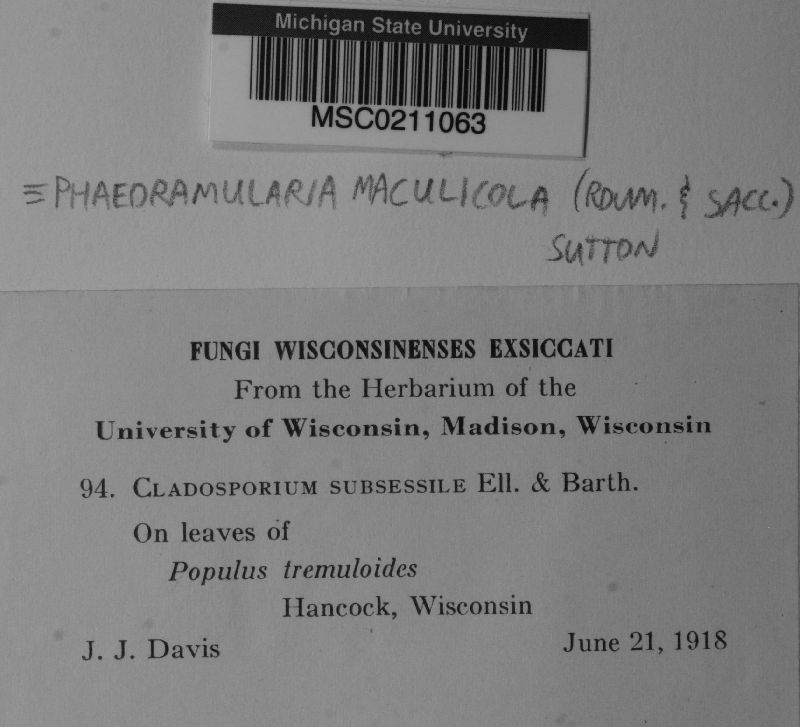 Michigan State University
MSC0211063
≡ PHAEORAMULARIA MACULICOLA (ROUM. & SACC.)
SUTTON
FUNGI WISCONSINENSES EXSICCATI
From the Herbarium of the
University of Wisconsin, Madison, Wisconsin
94. CLADOSPORIUM SUBSESSILE Ell. & Barth.
On leaves of
Populus tremuloides
Hancock, Wisconsin
J. J. Davis June 21, 1918